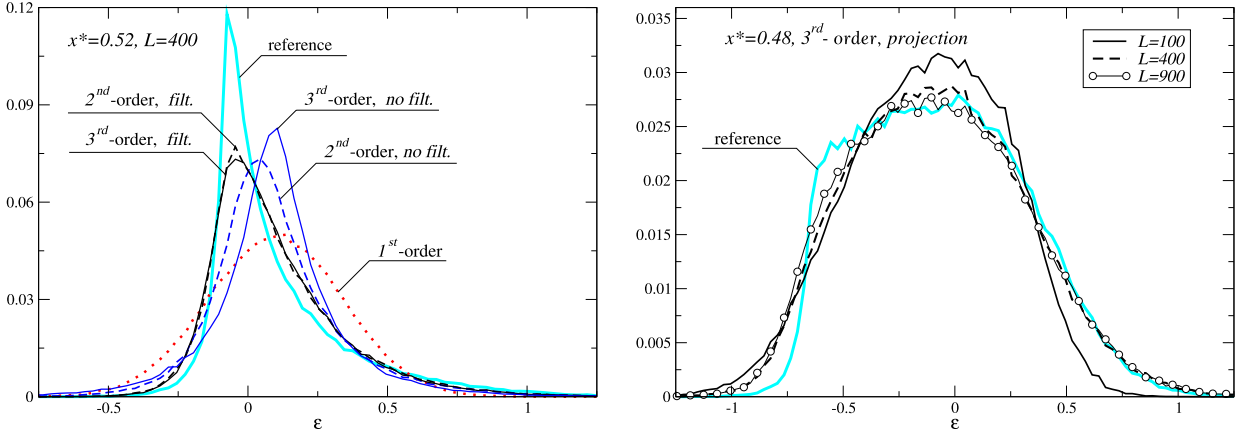 0.12
0.09
0.06
0.03
0
-0.5
0
0.5
ε
x*=0.52, L=400
reference
2nd-order, filt.
3rd-order, filt.
3rd-order, no filt.
2nd-order, no filt.
1st-order
0.035
0.03
0.025
0.02
0.015
0.01
0.005
0
-1
-0.5
0
0.5
1
ε
x*=0.48, 3rd- order, projection
reference
L=100
L=400
L=900